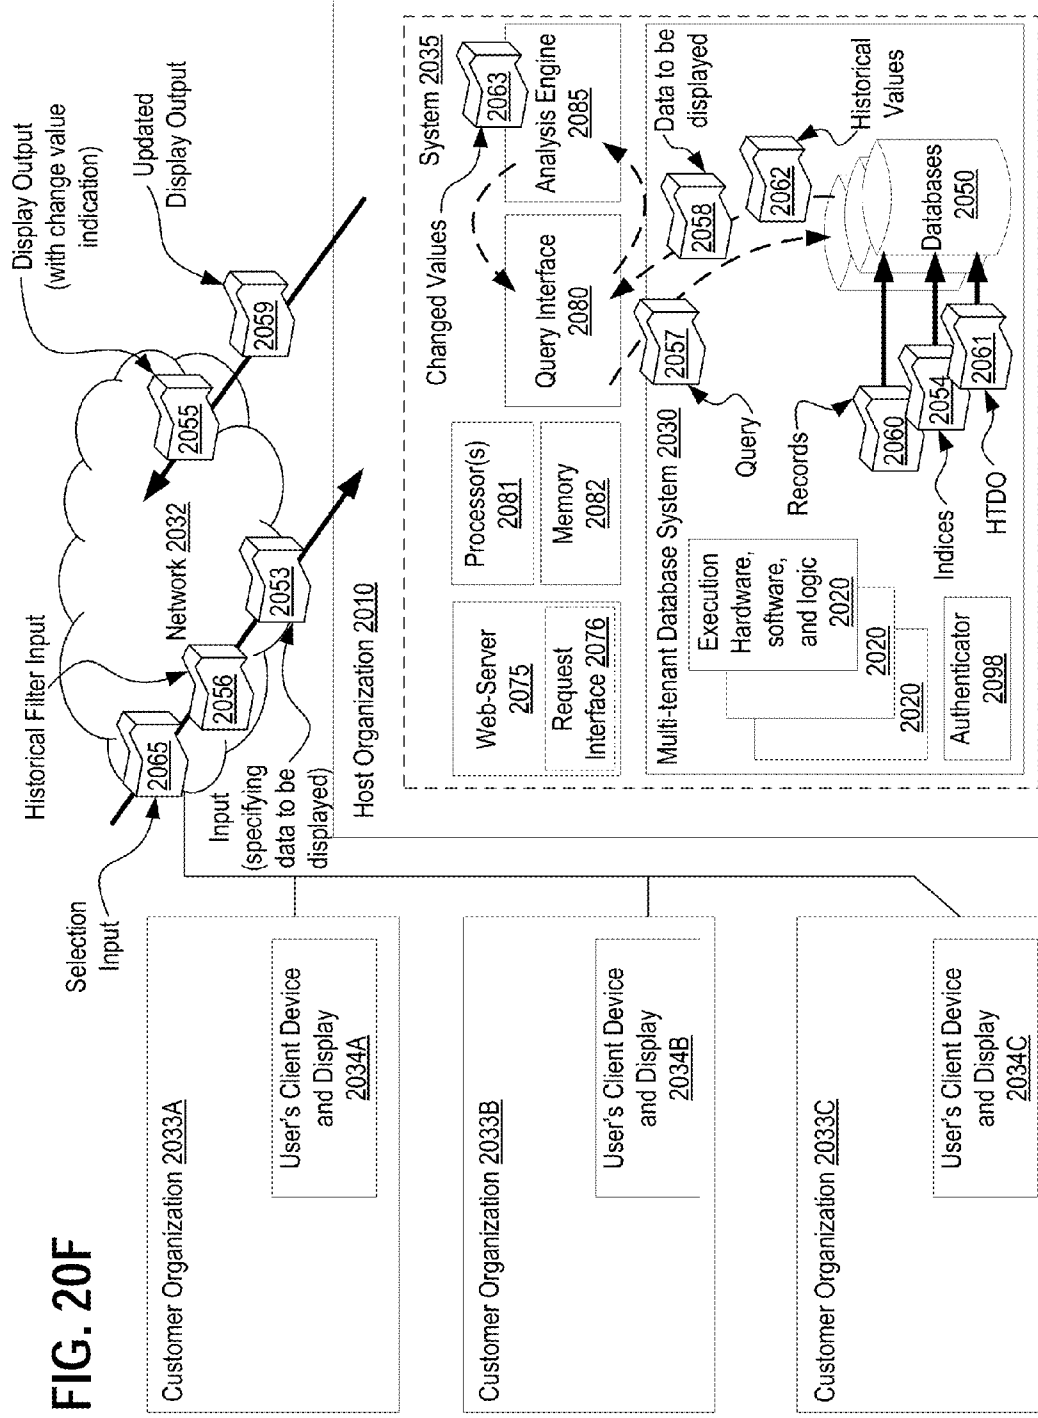 FIG. 20F
Customer Organization 2033A
User's Client Device
and Display
2034A
Customer Organization 2033B
User's Client Device
and Display
2034B
Customer Organization 2033C
User's Client Device
and Display
2034C
Selection
Input
2065
Historical Filter Input
2056
Input
(specifying
data to be
displayed)
2053
Network 2032
Display Output
(with change value
indication)
2055
Updated
Display Output
2059
Host Organization 2010
System 2035
Web-Server
2075
Request
Interface 2076
Processor(s)
2081
Memory
2082
Changed Values
2063
Query Interface
2080
Analysis Engine
2085
Multi-tenant Database System 2030
Execution
Hardware,
software,
and logic
2020
2020
2020
Authenticator
2098
Query
2057
Data to be
displayed
2058
Historical
Values
2062
Records
2060
Indices
2054
HTDO
2061
Databases
2050